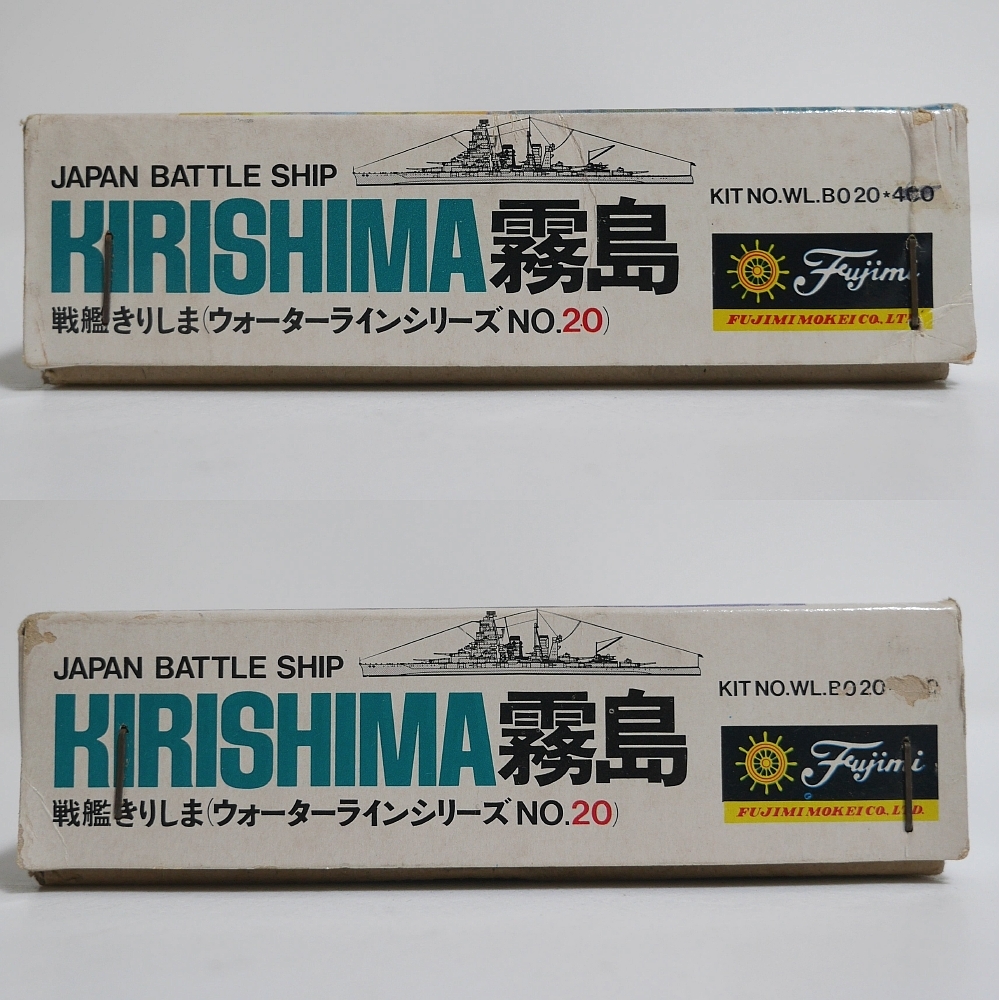 JAPAN BATTLE SHIP
KIRISHIMA霧島
戦艦きりしま(ウォーターラインシリーズNO.20)
KIT NO.WL.B020★400
Fujimi
FUJIMI MOKEI CO., LTD.
JAPAN BATTLE SHIP
KIRISHIMA霧島
戦艦きりしま(ウォーターラインシリーズNO.20)
KIT NO.WL.B020
Fujimi
FUJIMI MOKEI CO., LTD.